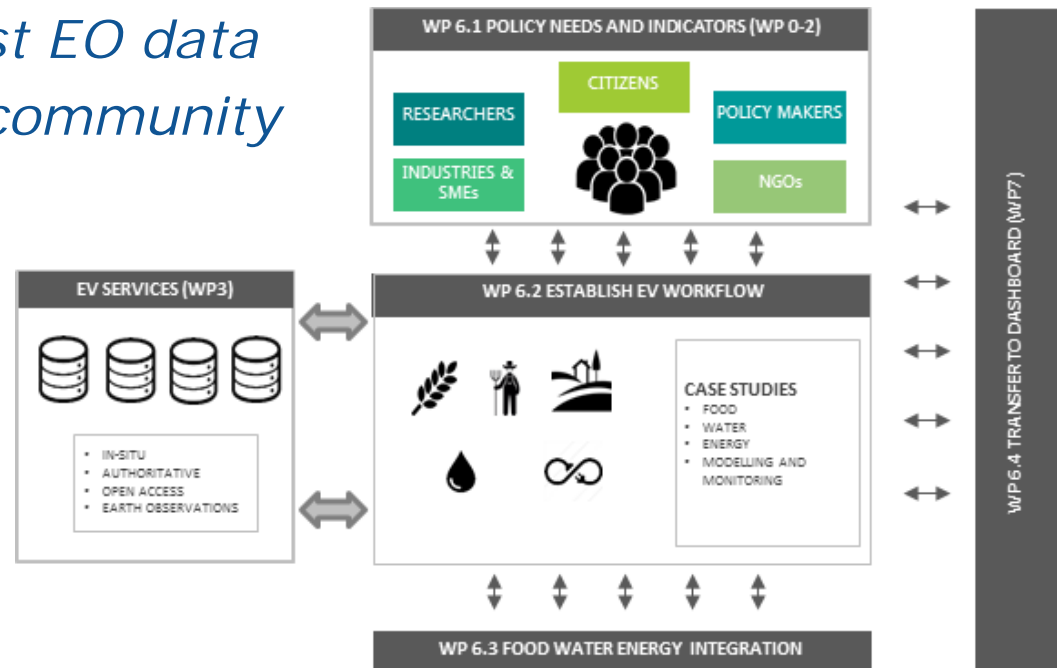 st EO data
community
WP 6.1 POLICY NEEDS AND INDICATORS (WP 0-2)
CITIZENS
RESEARCHERS
POLICY MAKERS
INDUSTRIES &
SMEs
NGOs
EV SERVICES (WP3)
IN-SITU
AUTHORITATIVE
OPEN ACCESS
EARTH OBSERVATIONS
WP 6.2 ESTABLISH EV WORKFLOW
CASE STUDIES
FOOD
WATER
ENERGY
MODELLING AND
MONITORING
WP 6.3 FOOD WATER ENERGY INTEGRATION
WP 6.4 TRANSFER TO DASHBOARD (WP7)